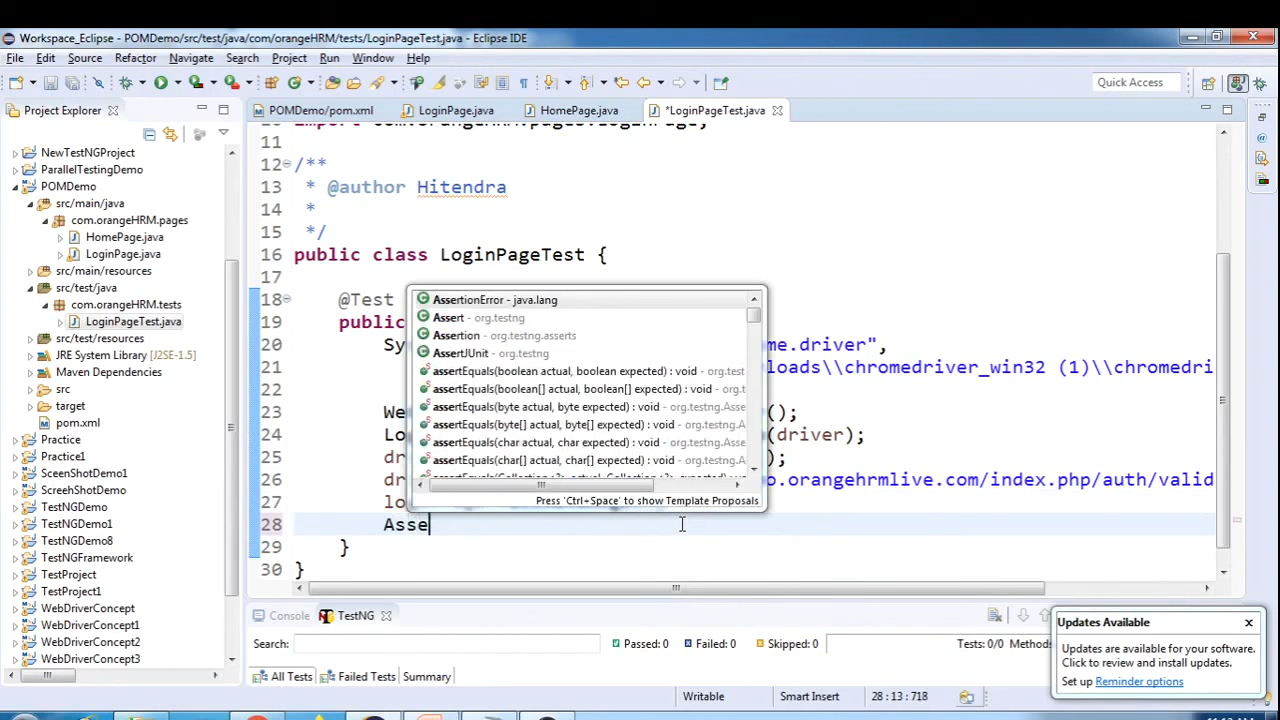 Workspace_Eclipse - POMDemo/src/test/java/com/orangeHRM/tests/LoginPageTest.java - Eclipse IDE
File Edit Source Refactor Navigate Search Project Run Window Help
Quick Access
Project Explorer
NewTestNGProject
ParallelTestingDemo
POMDemo
src/main/java
com.orangeHRM.pages
HomePage.java
LoginPage.java
src/main/resources
src/test/java
com.orangeHRM.tests
LoginPageTest.java
src/test/resources
JRE System Library [J2SE-1.5]
Maven Dependencies
src
target
pom.xml
Practice
Practice1
SceenShotDemo1
ScreehShotDemo
TestNGDemo
TestNGDemo1
TestNGDemo8
TestNGFramework
TestProject
TestProject1
WebDriverConcept
WebDriverConcept1
WebDriverConcept2
WebDriverConcept3
POMDemo/pom.xml LoginPage.java HomePage.java *LoginPageTest.java
10 import com.orangeHRM.pages.LoginPage;
11
12 /**
13 * @author Hitendra
14 *
15 */
16 public class LoginPageTest {
17
18 @Test
19 public
20 Sy me.driver",
21 loads\\chromedriver_win32 (1)\\chromedri
22
23 We ();
24 Lo (driver);
25 dr ;
26 dr o.orangehrmlive.com/index.php/auth/valid
27 lo
28 Asse
29 }
30 }
AssertionError - java.lang
Assert - org.testng
Assertion - org.testng.asserts
AssertJUnit - org.testng
assertEquals(boolean actual, boolean expected) : void - org.test
assertEquals(boolean[] actual, boolean[] expected) : void - org.
assertEquals(byte actual, byte expected) : void - org.testng.Asse
assertEquals(byte[] actual, byte[] expected) : void - org.testng.A
assertEquals(char actual, char expected) : void - org.testng.Asse
assertEquals(char[] actual, char[] expected) : void - org.testng.A
Press 'Ctrl+Space' to show Template Proposals
Console TestNG
Search: Passed: 0 Failed: 0 Skipped: 0 Tests: 0/0 Methods
All Tests Failed Tests Summary
Updates Available
Updates are available for your software.
Click to review and install updates.
Set up Reminder options
Writable Smart Insert 28 : 13 : 718